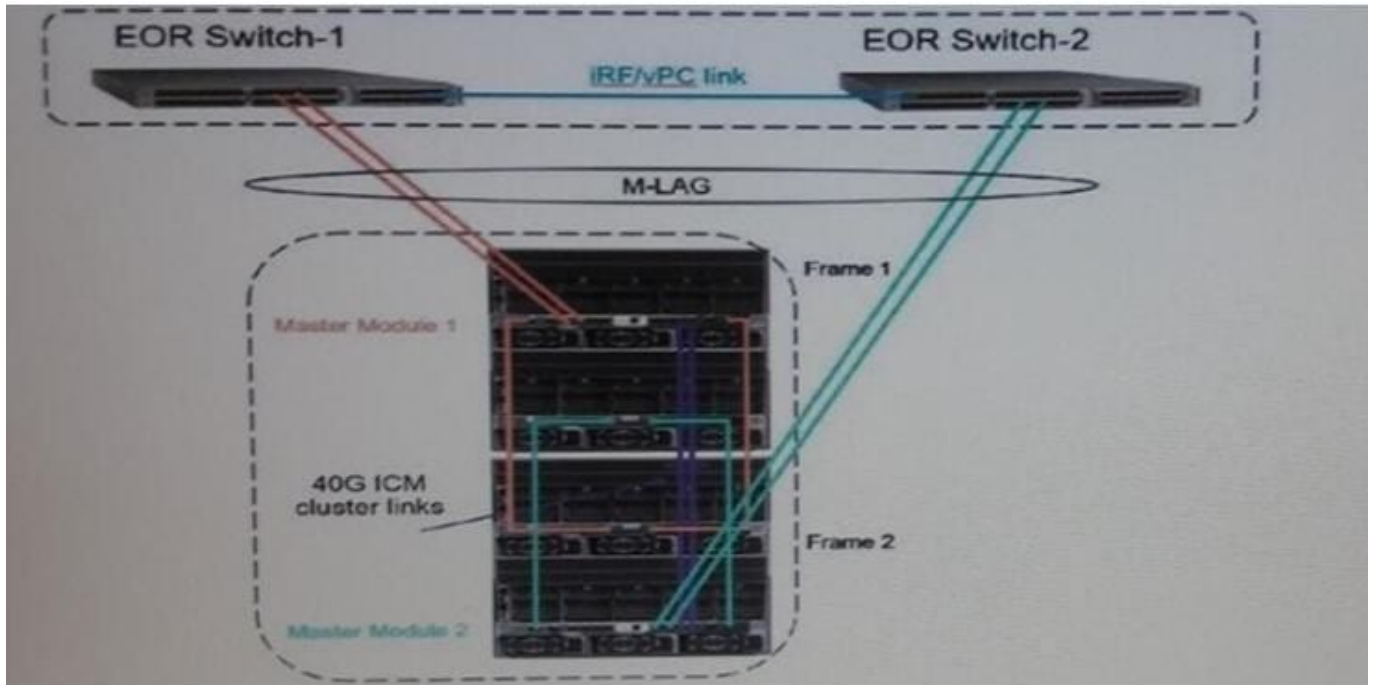 EOR Switch-1
EOR Switch-2
iRF/vPC link
M-LAG
Frame 1
Master Module 1
40G ICM
cluster links
Frame 2
Master Module 2